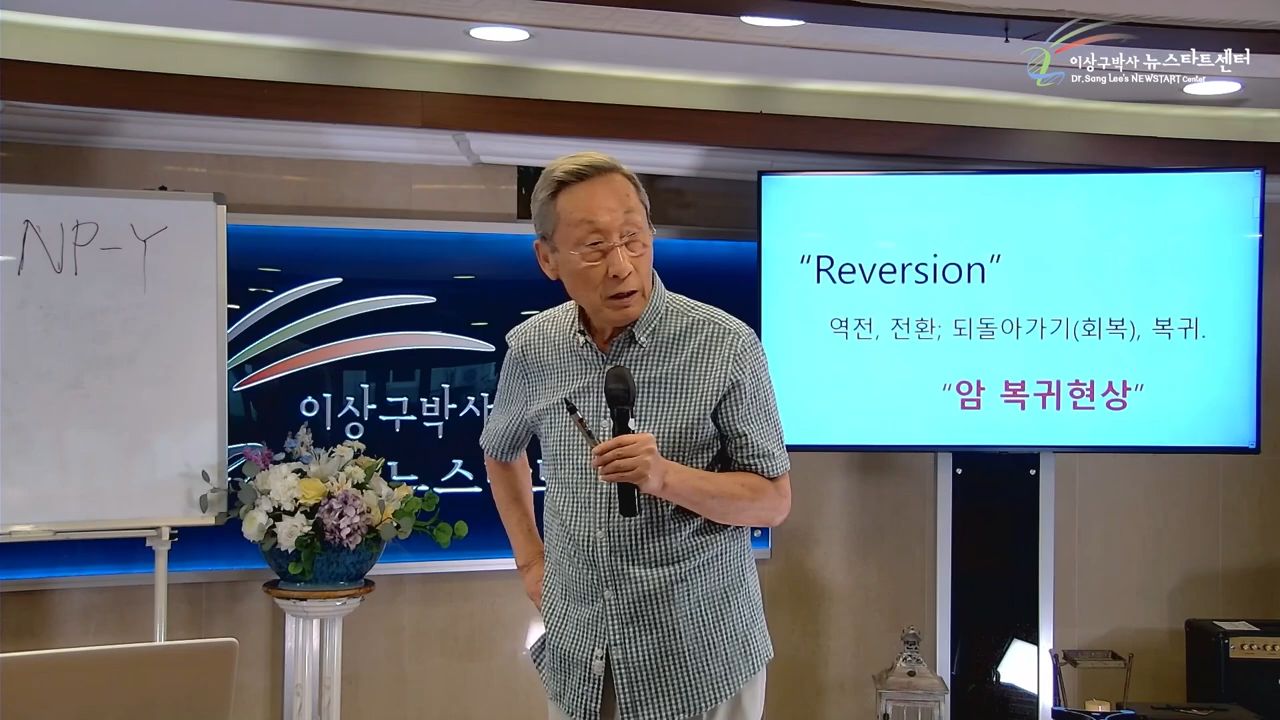 이상구박사 뉴스타트센터
Dr. Sang Lee's NEWSTART Center
NP-Y
이상구박사
뉴스
“Reversion”
역전, 전환; 되돌아가기(회복), 복귀.
“암 복귀현상”